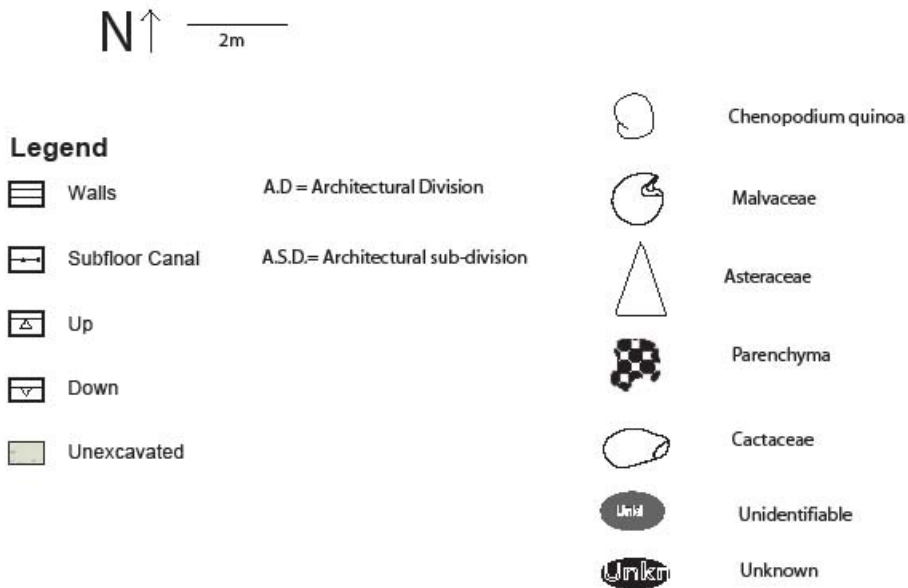 N
2m
Legend
Walls
Subfloor Canal
Up
Down
Unexcavated
A.D = Architectural Division
A.S.D.= Architectural sub-division
Chenopodium quinoa
Malvaceae
Asteraceae
Parenchyma
Cactaceae
Unid
Unidentifiable
Unkn
Unknown